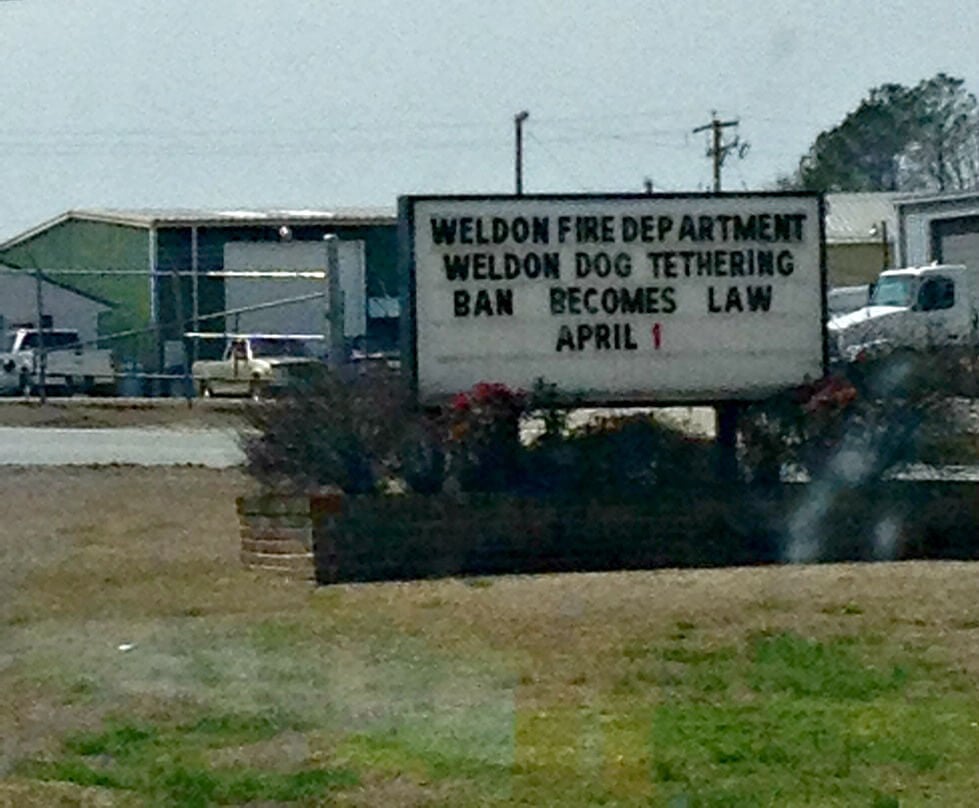 WELDON FIRE DEPARTMENT
WELDON DOG TETHERING
BAN BECOMES LAW
APRIL 1